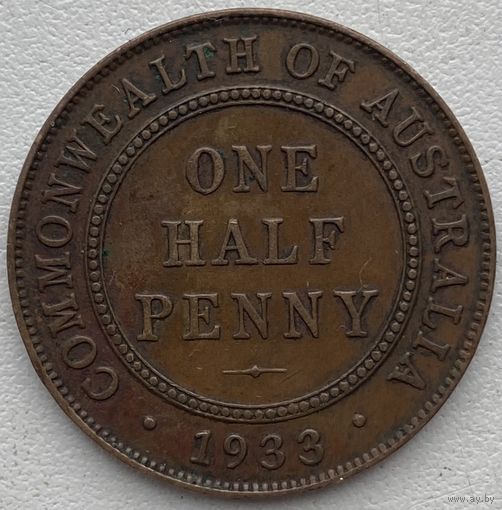 COMMONWEALTH OF AUSTRALIA
ONE
HALF
PENNY
· 1933 ·
www.ay.by